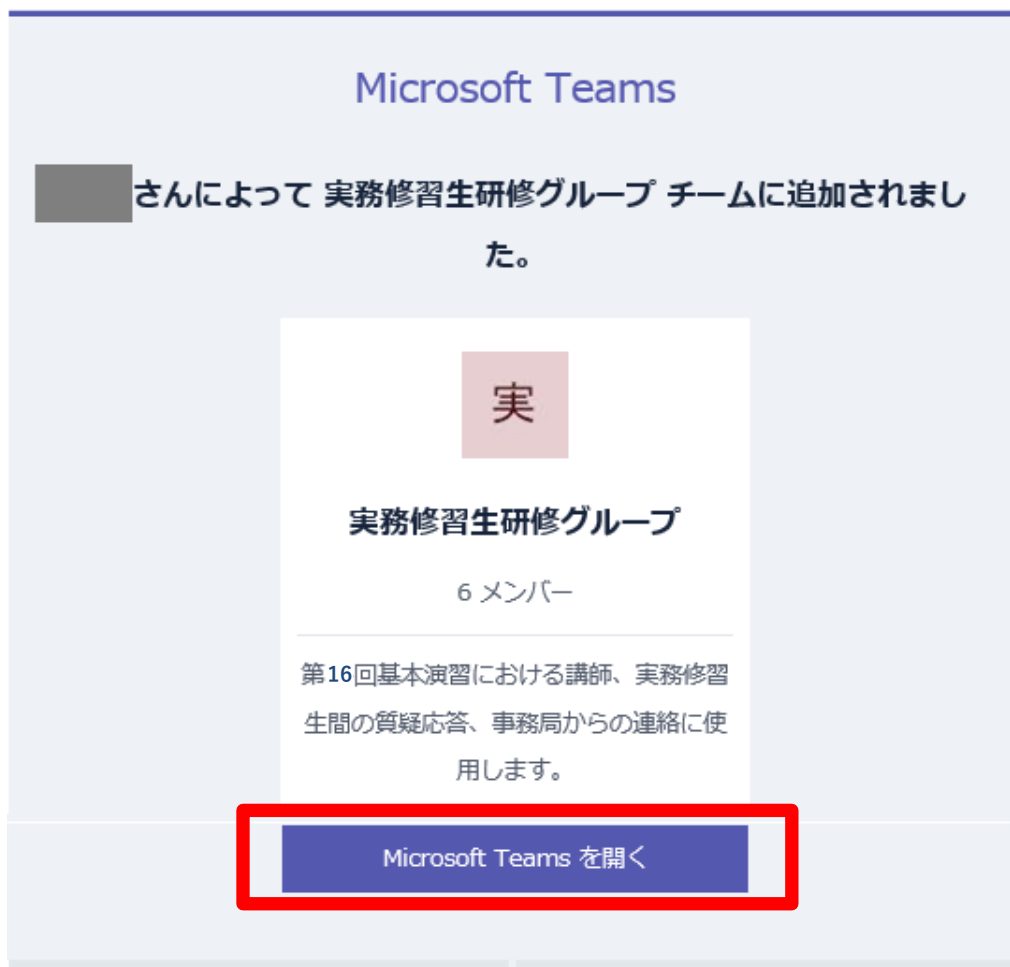 Microsoft Teams
さんによって 実務修習生研修グループ チームに追加されまし
た。
実
実務修習生研修グループ
6 メンバー
第16回基本演習における講師、実務修習
生間の質疑応答、事務局からの連絡に使
用します。
Microsoft Teams を開く